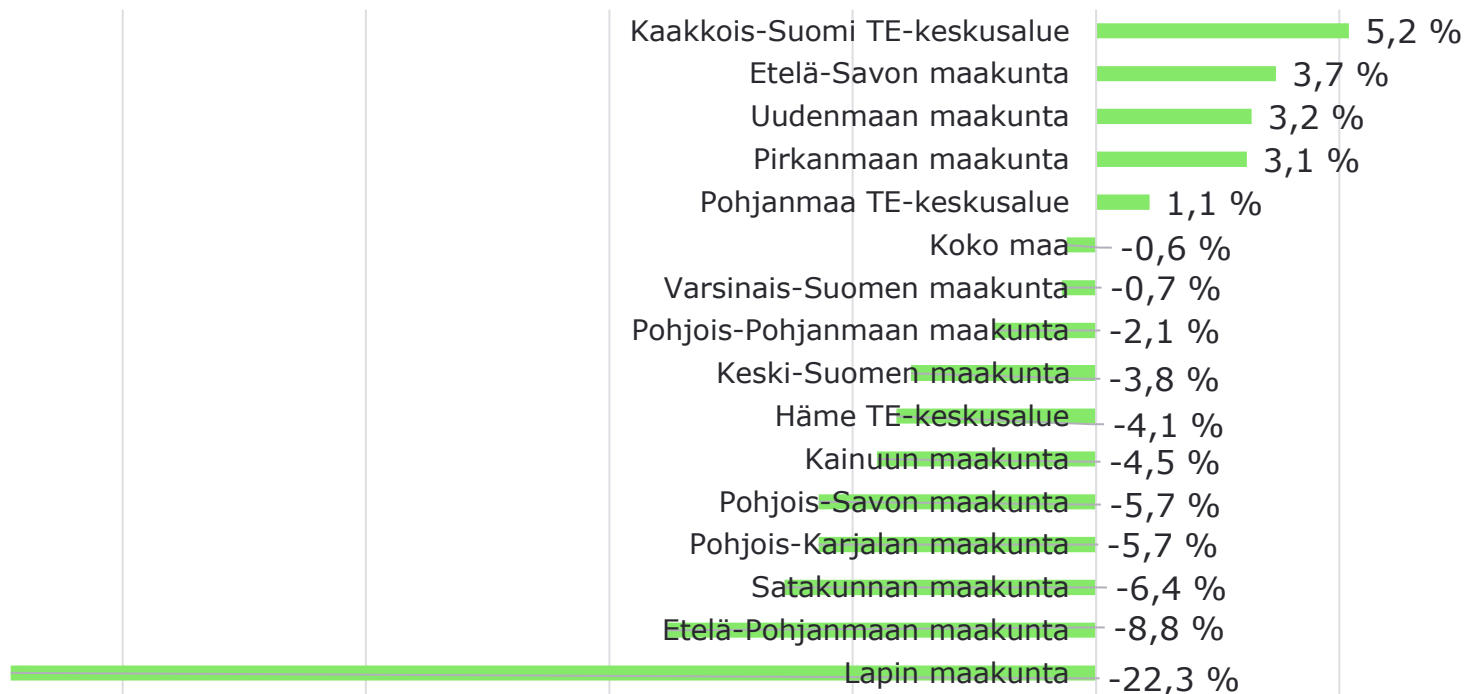 Kaakkois-Suomi TE-keskusalue 5,2 %
Etelä-Savon maakunta 3,7 %
Uudenmaan maakunta 3,2 %
Pirkanmaan maakunta 3,1 %
Pohjanmaa TE-keskusalue 1,1 %
Koko maa -0,6 %
Varsinais-Suomen maakunta -0,7 %
Pohjois-Pohjanmaan maakunta -2,1 %
Keski-Suomen maakunta -3,8 %
Häme TE-keskusalue -4,1 %
Kainuun maakunta -4,5 %
Pohjois-Savon maakunta -5,7 %
Pohjois-Karjalan maakunta -5,7 %
Satakunnan maakunta -6,4 %
Etelä-Pohjanmaan maakunta -8,8 %
Lapin maakunta -22,3 %